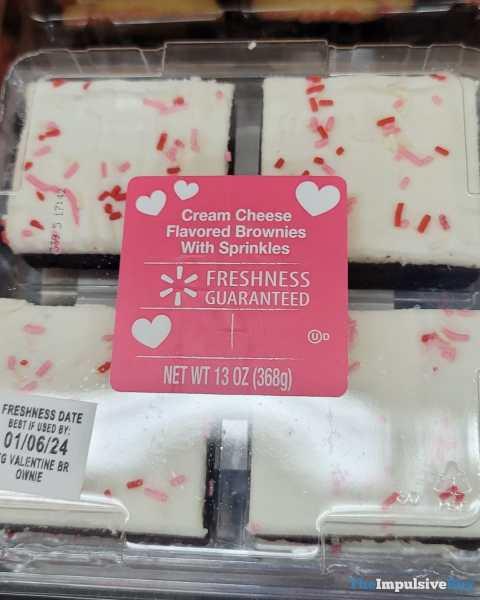 Cream Cheese
Flavored Brownies
With Sprinkles
FRESHNESS
GUARANTEED
U D
NET WT 13 OZ (368g)
FRESHNESS DATE
BEST IF USED BY:
01/06/24
G VALENTINE BR
OWNIE
TheImpulsiveBuy